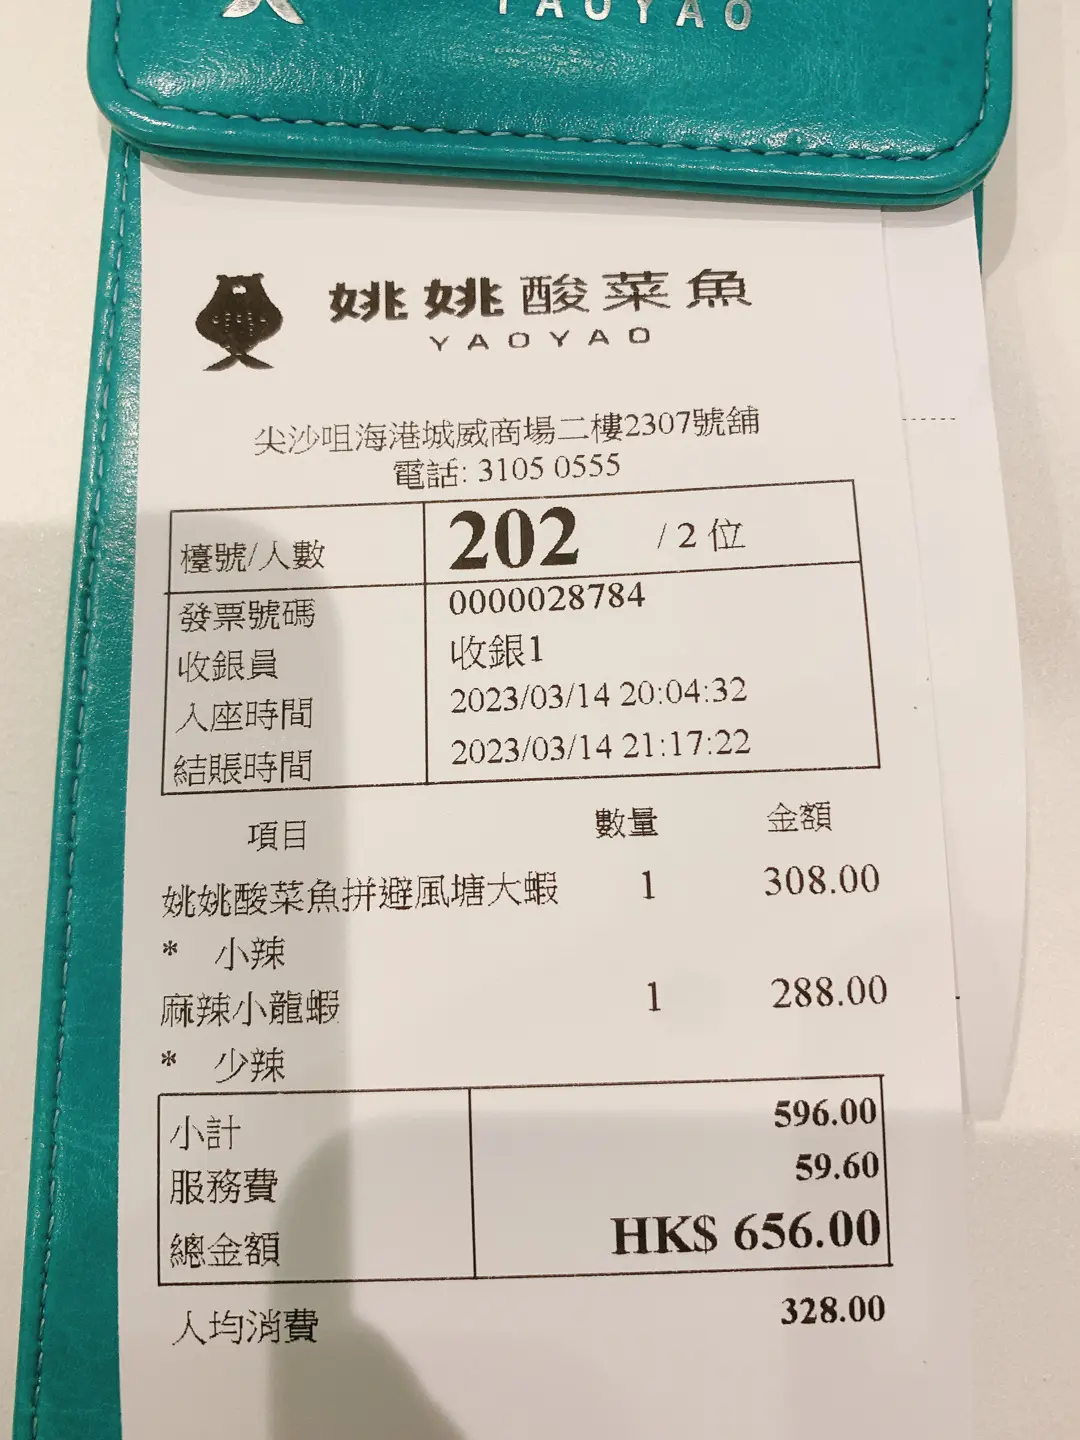 YAOYAO
姚姚酸菜魚
YAOYAO
尖沙咀海港城威商場二樓2307號舖
電話: 3105 0555
檯號/人數 202 / 2 位
發票號碼 0000028784
收銀員 收銀1
入座時間 2023/03/14 20:04:32
結賬時間 2023/03/14 21:17:22
項目 數量 金額
姚姚酸菜魚拼避風塘大蝦 1 308.00
* 小辣
麻辣小龍蝦 1 288.00
* 少辣
小計 596.00
服務費 59.60
總金額 HK$ 656.00
人均消費 328.00